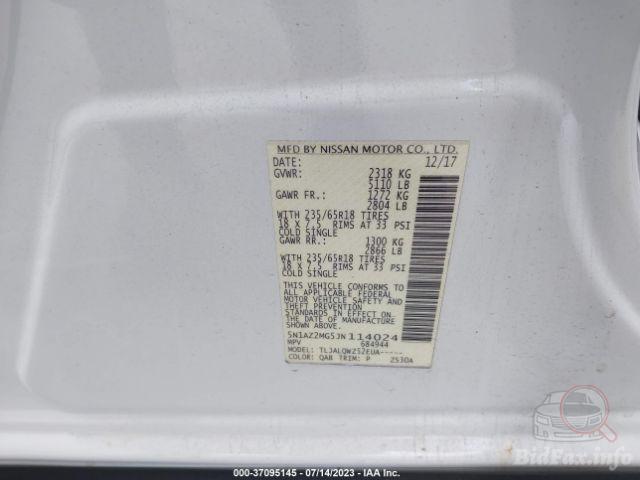 MFD BY NISSAN MOTOR CO., LTD.
DATE: 12/17
GVWR: 2318 KG
5110 LB
GAWR FR.: 1272 KG
2804 LB
WITH 235/65R18 TIRES
18 X 7.5 RIMS AT 33 PSI
COLD SINGLE
GAWR RR.: 1300 KG
2866 LB
WITH 235/65R18 TIRES
18 X 7.5 RIMS AT 33 PSI
COLD SINGLE
THIS VEHICLE CONFORMS TO
ALL APPLICABLE FEDERAL
MOTOR VEHICLE SAFETY AND
THEFT PREVENTION
STANDARDS IN EFFECT ON
THE DATE OF MANUFACTURE
SHOWN ABOVE.
5N1AZ2MG5JN114024
MPV 684944
MODEL: TLJALQWZ52EUA-----
COLOR: QAB TRIM: P 2530A
BidFax.info
000-37095145 - 07/14/2023 - IAA Inc.